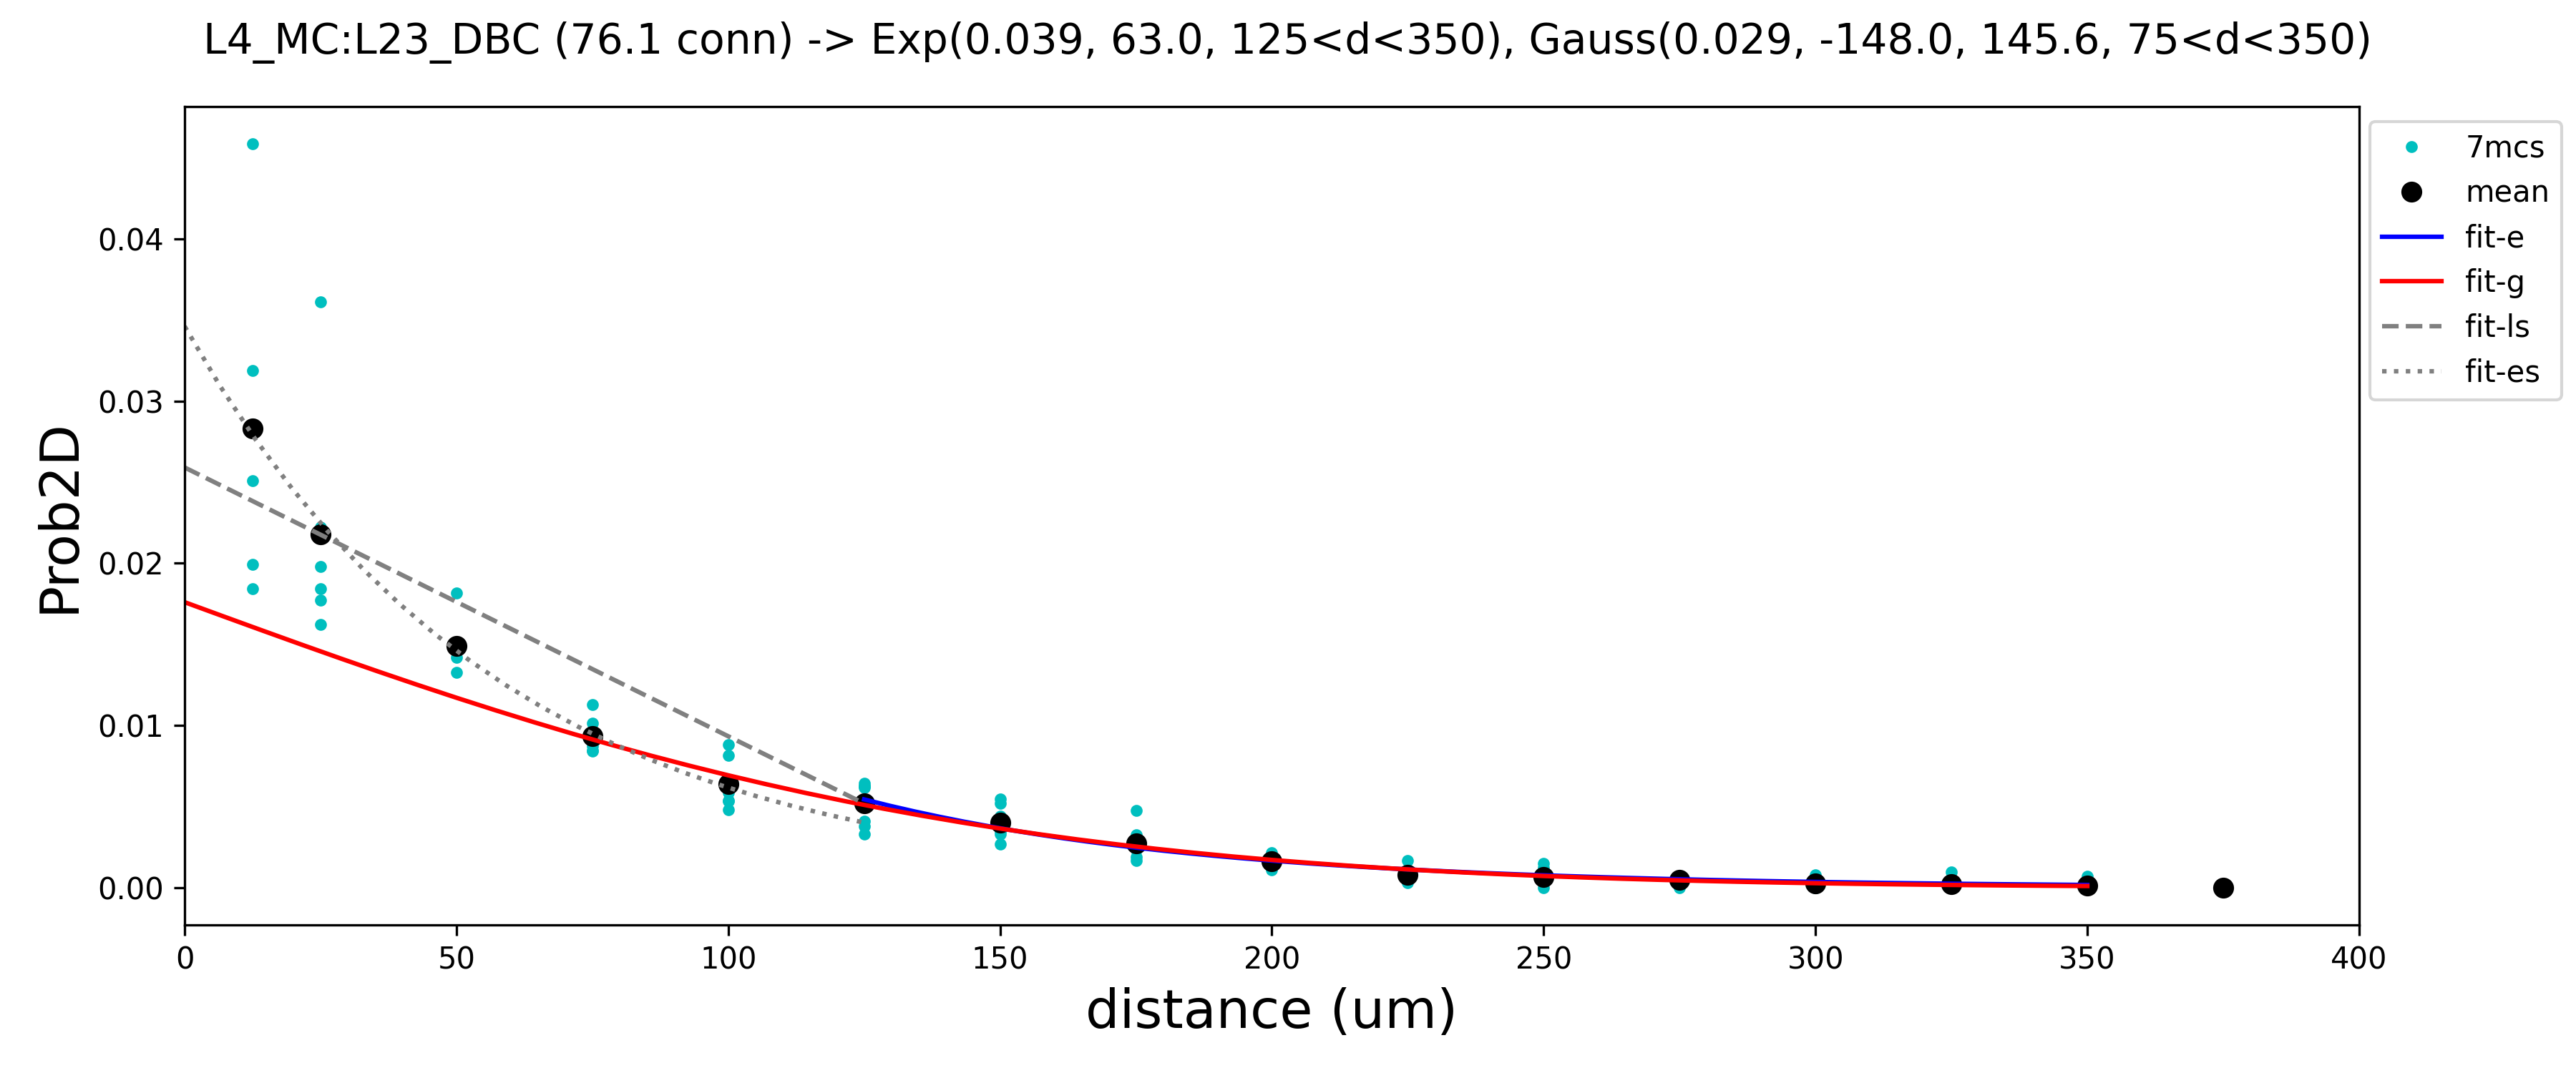 L4_MC:L23_DBC (76.1 conn) -> Exp(0.039, 63.0, 125<d<350), Gauss(0.029, -148.0, 145.6, 75<d<350)
7mcs
mean
fit-e
fit-g
fit-ls
fit-es
Prob2D
0.04
0.03
0.02
0.01
0.00
0 50 100 150 200 250 300 350 400
distance (um)